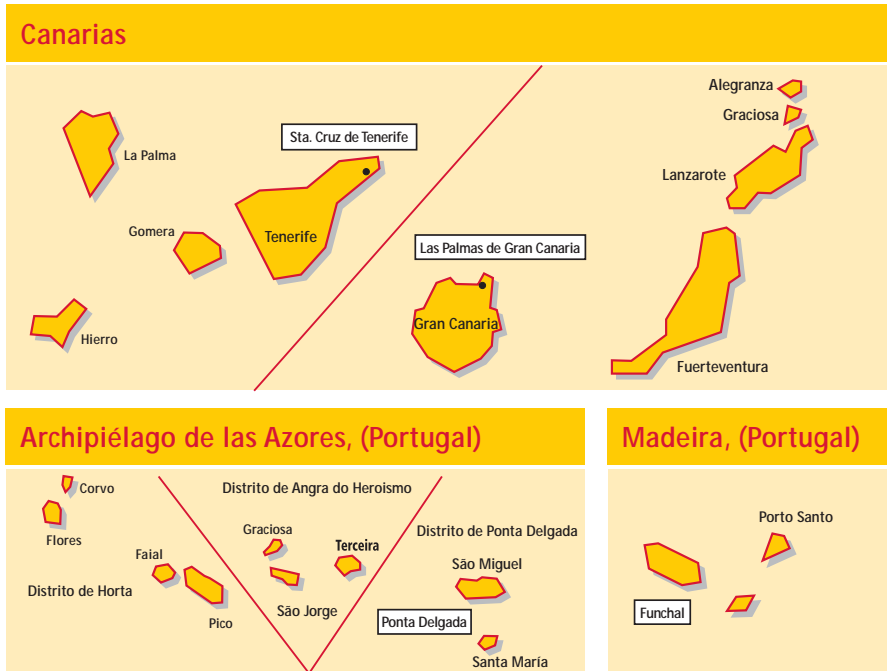 Canarias
Alegranza
Graciosa
Sta. Cruz de Tenerife
La Palma
Lanzarote
Gomera
Tenerife
Las Palmas de Gran Canaria
Gran Canaria
Hierro
Fuerteventura
Archipiélago de las Azores, (Portugal)
Corvo
Distrito de Angra do Heroismo
Flores
Graciosa
Terceira
Distrito de Ponta Delgada
Faial
São Miguel
Distrito de Horta
Pico
São Jorge
Ponta Delgada
Santa María
Madeira, (Portugal)
Porto Santo
Funchal